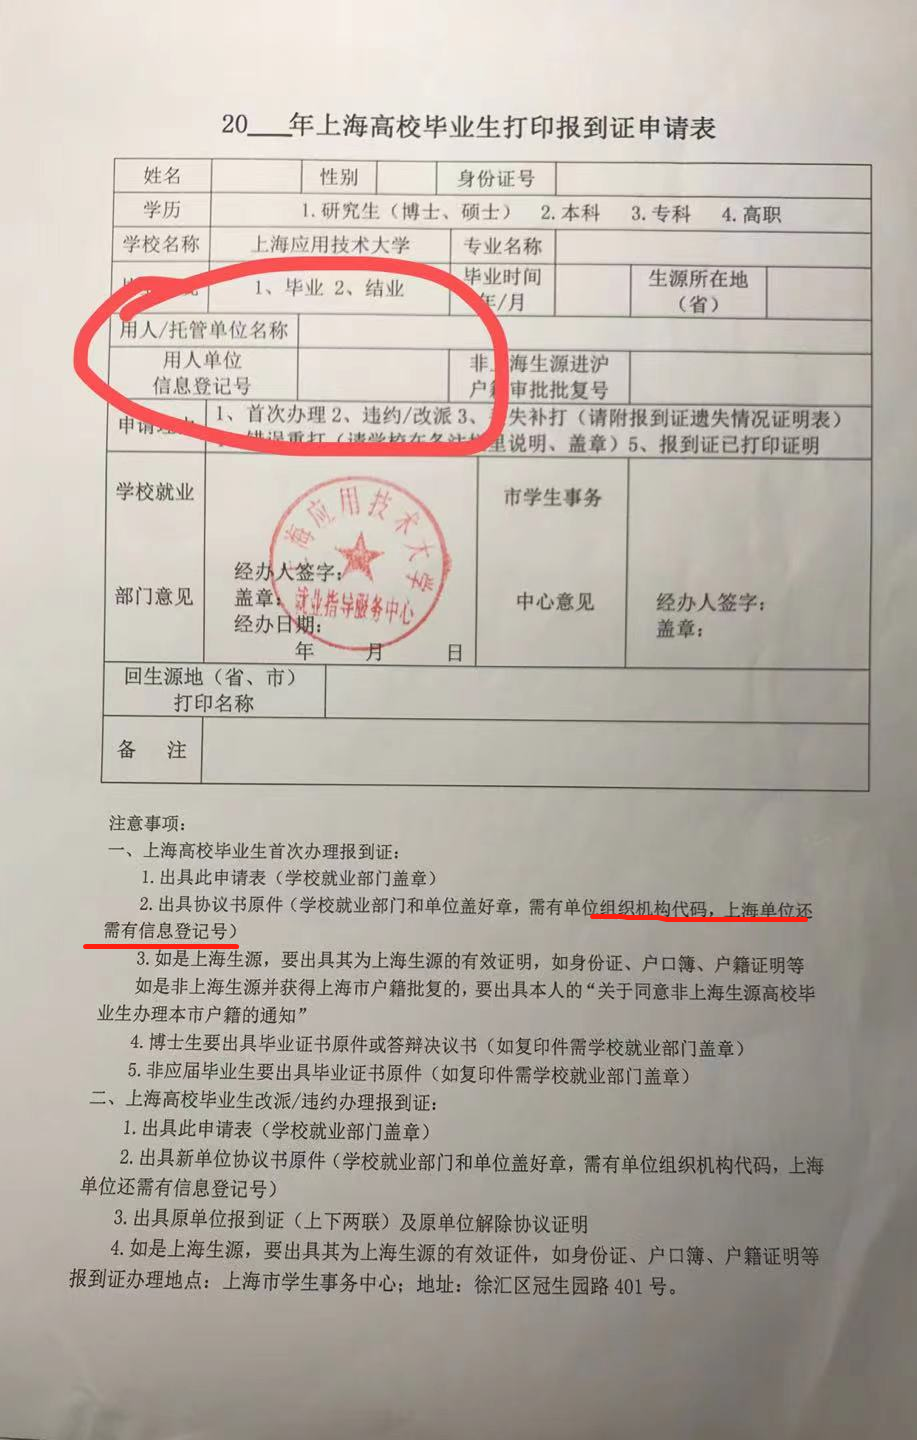 20___年上海高校毕业生打印报到证申请表
姓名 性别 身份证号
学历 1.研究生（博士、硕士） 2.本科 3.专科 4.高职
学校名称 上海应用技术大学 专业名称
1、毕业 2、结业 毕业时间 年/月 生源所在地（省）
用人/托管单位名称
用人单位 信息登记号 非上海生源进沪 户籍审批批复号
申请理由 1、首次办理 2、违约/改派 3、遗失补打（请附报到证遗失情况证明表）
错误重打（请学校在备注栏里说明、盖章）5、报到证已打印证明
学校就业 市学生事务
上海应用技术大学
就业指导服务中心
部门意见 中心意见
经办人签字： 经办人签字：
盖章： 盖章：
经办日期：
年 月 日
回生源地（省、市）
打印名称
备 注
注意事项：
一、上海高校毕业生首次办理报到证：
1.出具此申请表（学校就业部门盖章）
2.出具协议书原件（学校就业部门和单位盖好章，需有单位组织机构代码，上海单位还
需有信息登记号）
3.如是上海生源，要出具其为上海生源的有效证明，如身份证、户口簿、户籍证明等
如是非上海生源并获得上海市户籍批复的，要出具本人的“关于同意非上海生源高校毕
业生办理本市户籍的通知”
4.博士生要出具毕业证书原件或答辩决议书（如复印件需学校就业部门盖章）
5.非应届毕业生要出具毕业证书原件（如复印件需学校就业部门盖章）
二、上海高校毕业生改派/违约办理报到证：
1.出具此申请表（学校就业部门盖章）
2.出具新单位协议书原件（学校就业部门和单位盖好章，需有单位组织机构代码，上海
单位还需有信息登记号）
3.出具原单位报到证（上下两联）及原单位解除协议证明
4.如是上海生源，要出具其为上海生源的有效证件，如身份证、户口簿、户籍证明等
报到证办理地点：上海市学生事务中心；地址：徐汇区冠生园路 401 号。